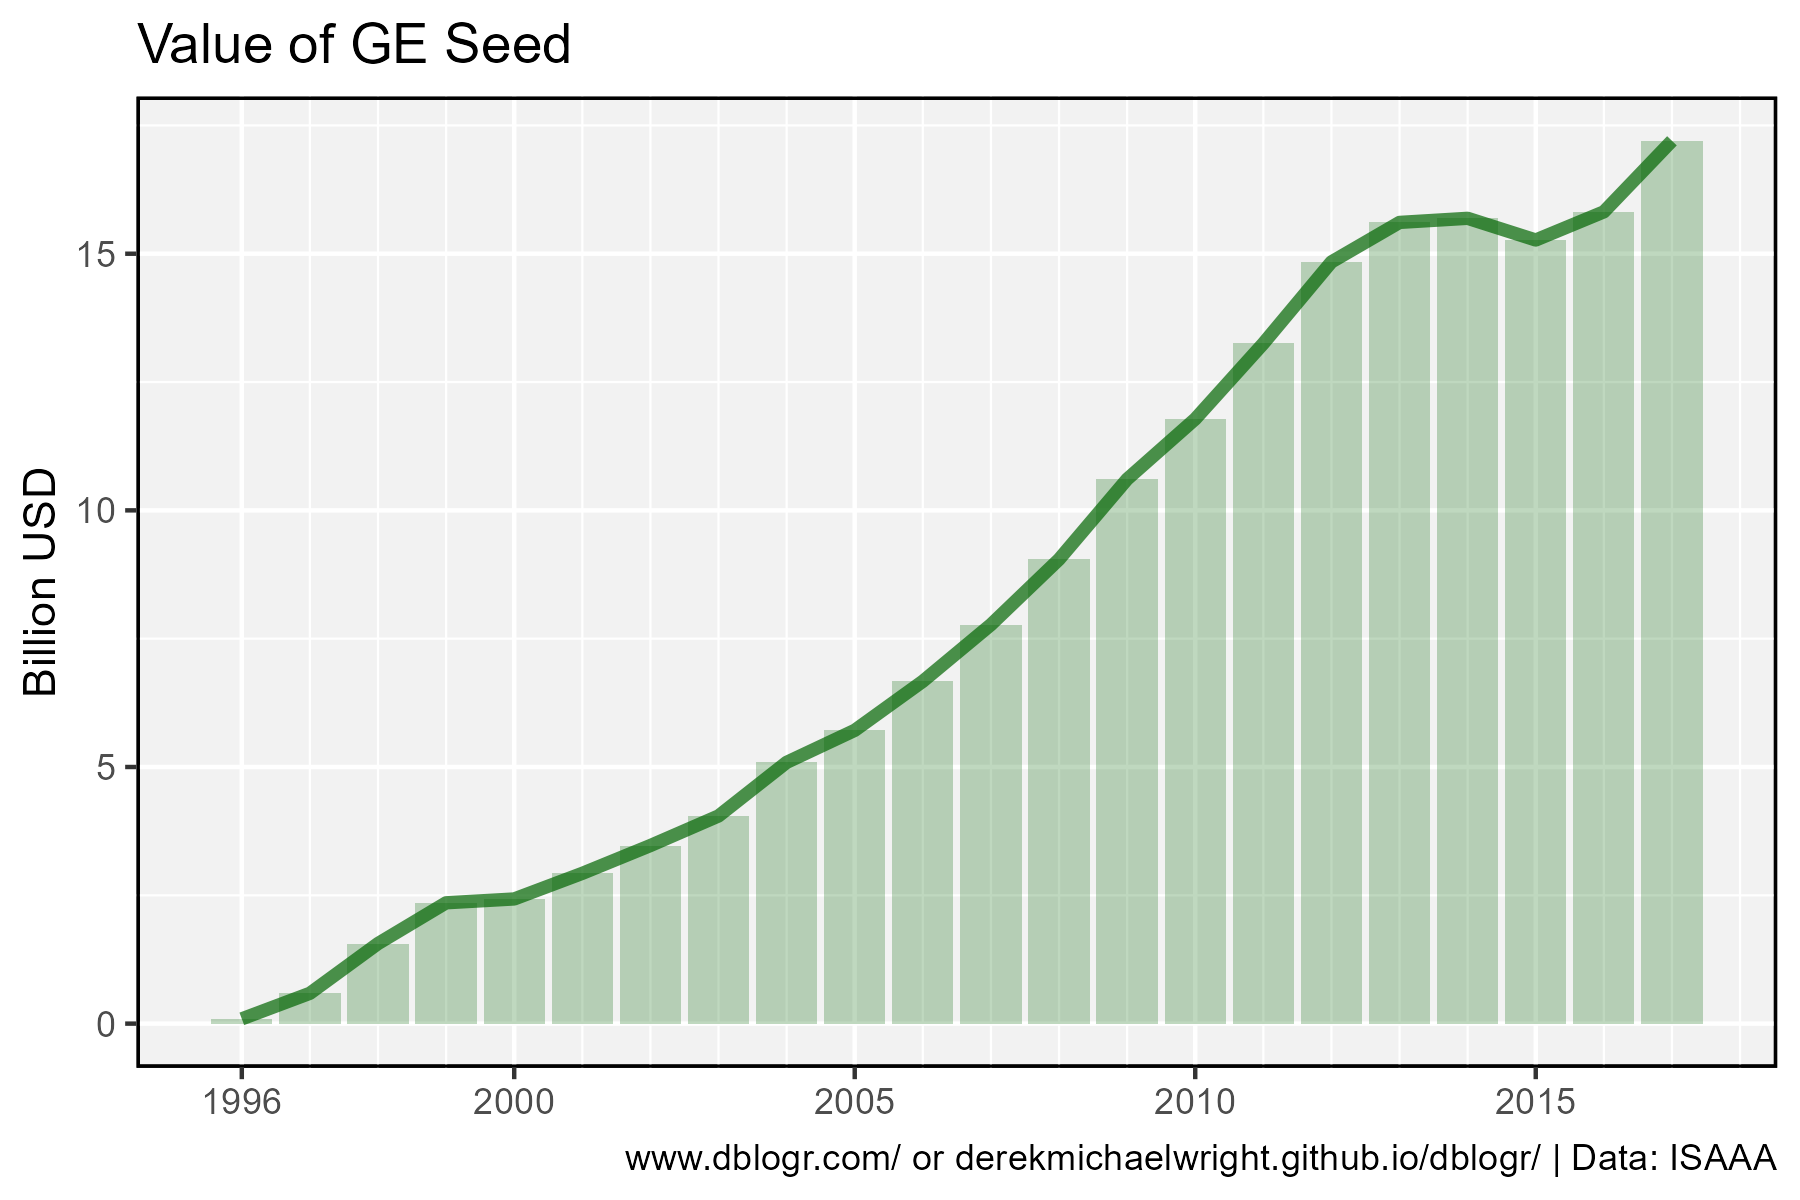 Value of GE Seed
Billion USD
15
10
5
0
1996 2000 2005 2010 2015
www.dblogr.com/ or derekmichaelwright.github.io/dblogr/ | Data: ISAAA